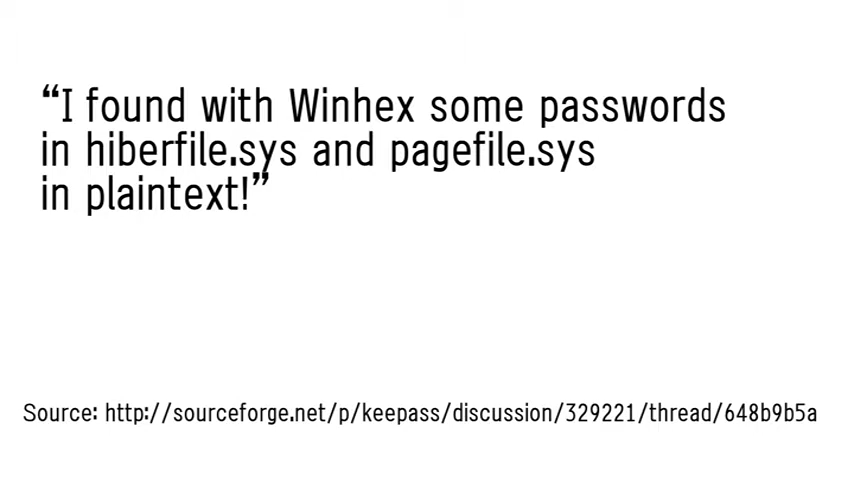 “I found with Winhex some passwords
in hiberfile.sys and pagefile.sys
in plaintext!”
Source: http://sourceforge.net/p/keepass/discussion/329221/thread/648b9b5a